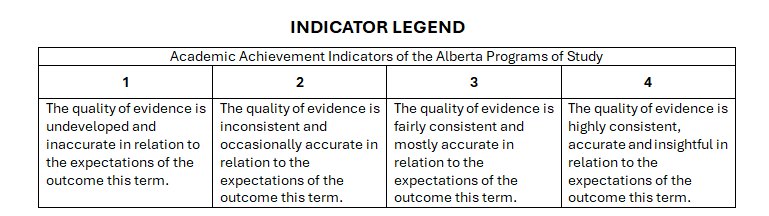 INDICATOR LEGEND
Academic Achievement Indicators of the Alberta Programs of Study
1
2
3
4
The quality of evidence is
undeveloped and
inaccurate in relation to
the expectations of the
outcome this term.
The quality of evidence is
inconsistent and
occasionally accurate in
relation to the
expectations of the
outcome this term.
The quality of evidence is
fairly consistent and
mostly accurate in
relation to the
expectations of the
outcome this term.
The quality of evidence is
highly consistent,
accurate and insightful in
relation to the
expectations of the
outcome this term.